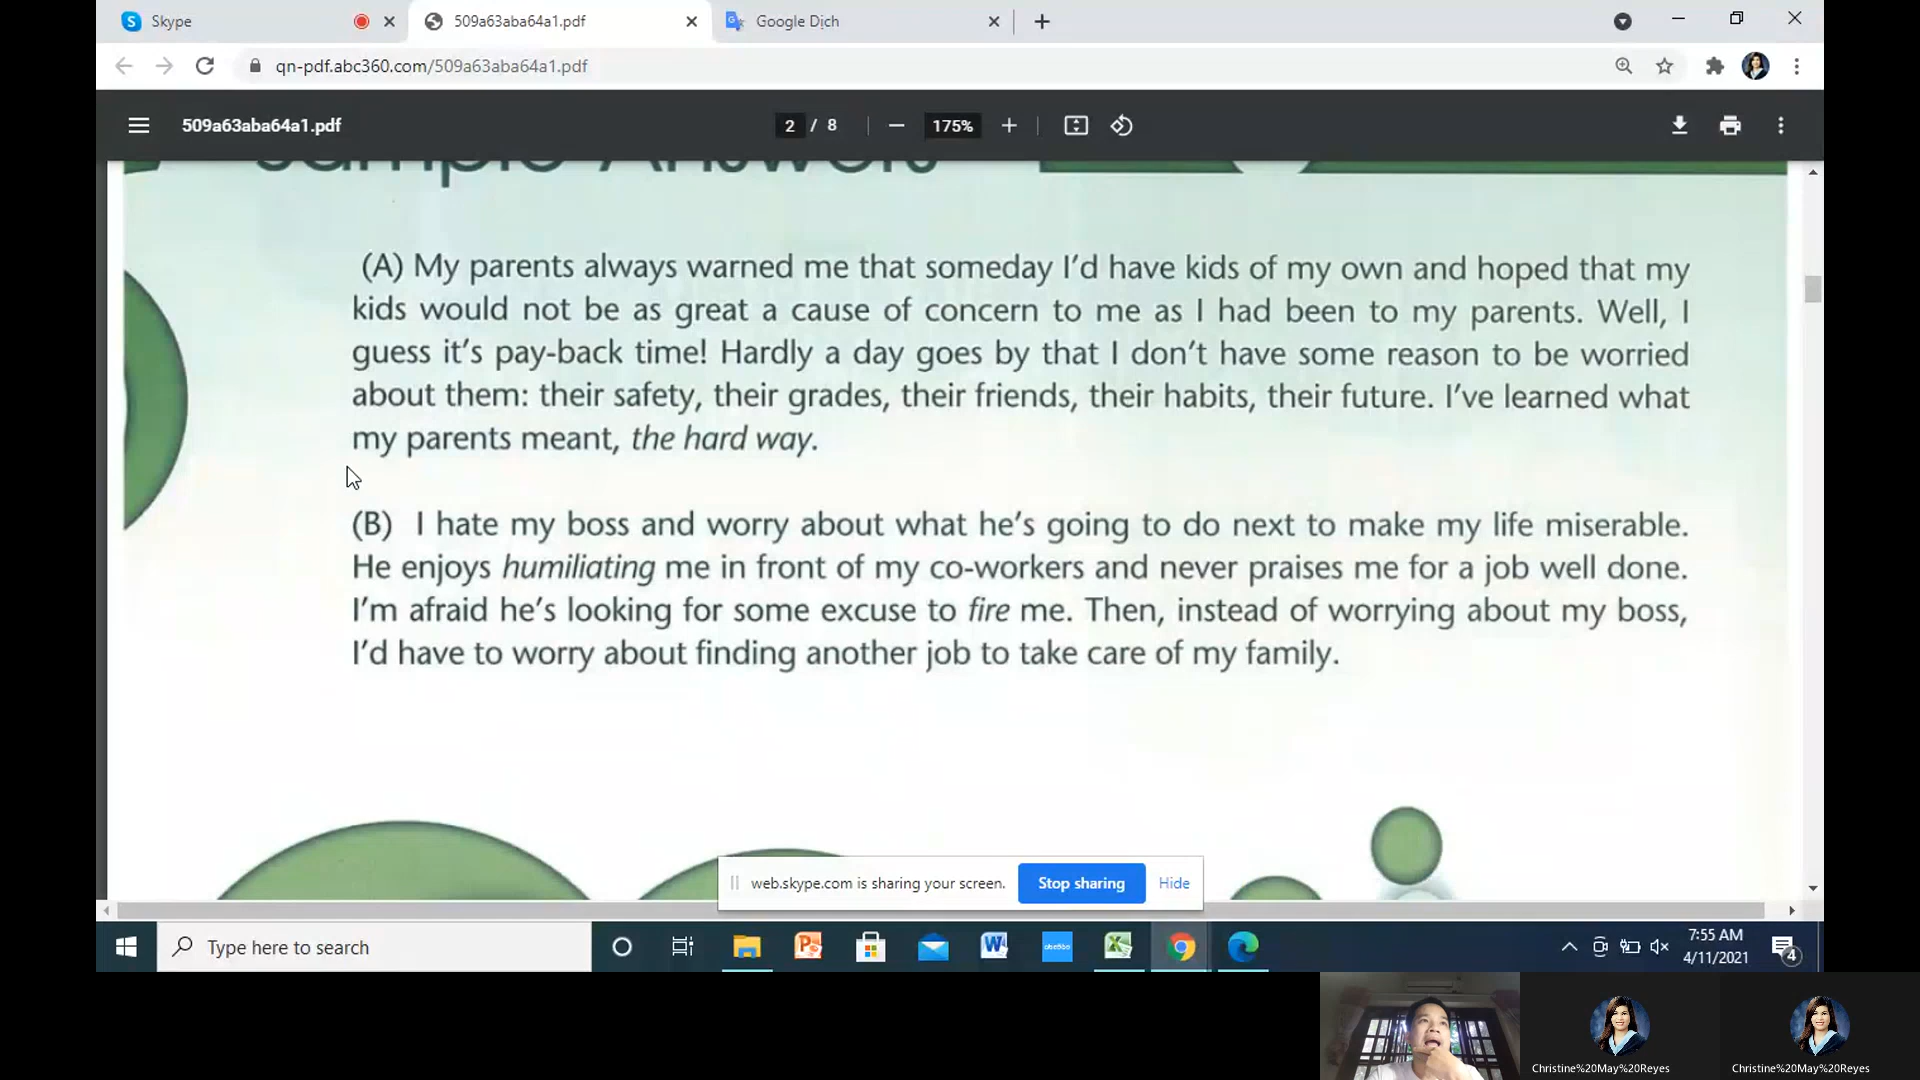 Skype
509a63aba64a1.pdf
Google Dịch
qn-pdf.abc360.com/509a63aba64a1.pdf
509a63aba64a1.pdf
2 / 8
175%
Sample Answers
(A) My parents always warned me that someday I'd have kids of my own and hoped that my
kids would not be as great a cause of concern to me as I had been to my parents. Well, I
guess it's pay-back time! Hardly a day goes by that I don't have some reason to be worried
about them: their safety, their grades, their friends, their habits, their future. I've learned what
my parents meant, the hard way.
(B) I hate my boss and worry about what he's going to do next to make my life miserable.
He enjoys humiliating me in front of my co-workers and never praises me for a job well done.
I'm afraid he's looking for some excuse to fire me. Then, instead of worrying about my boss,
I'd have to worry about finding another job to take care of my family.
web.skype.com is sharing your screen.
Stop sharing
Hide
Type here to search
7:55 AM
4/11/2021
4
Christine%20May%20Reyes
Christine%20May%20Reyes